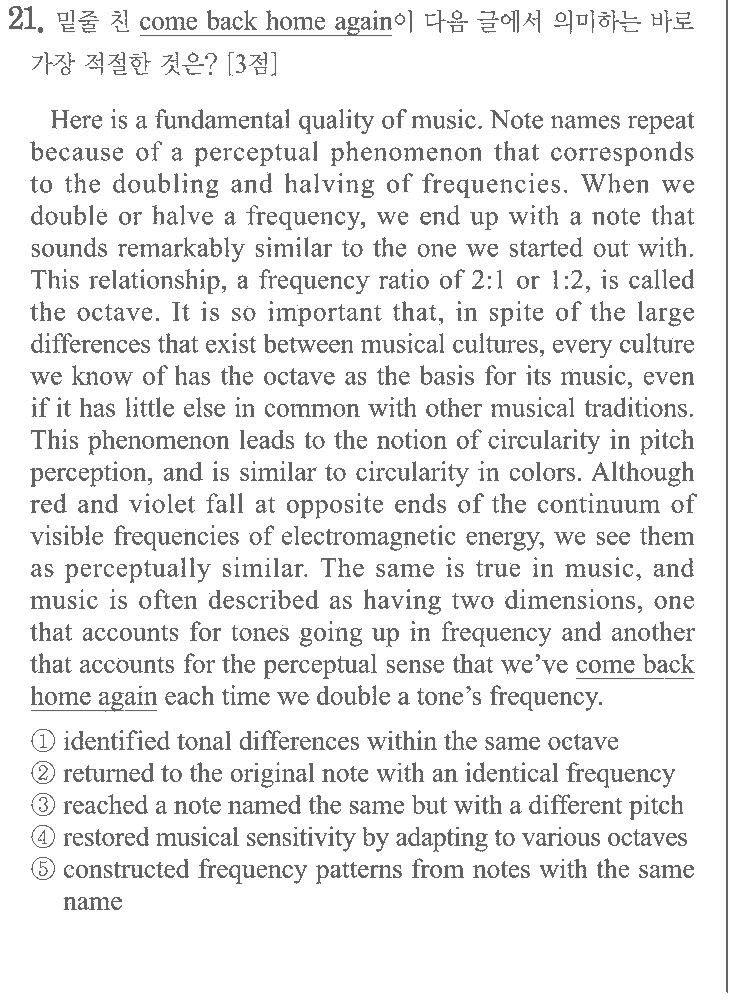 21. 밑줄 친 come back home again이 다음 글에서 의미하는 바로
가장 적절한 것은? [3점]
Here is a fundamental quality of music. Note names repeat
because of a perceptual phenomenon that corresponds
to the doubling and halving of frequencies. When we
double or halve a frequency, we end up with a note that
sounds remarkably similar to the one we started out with.
This relationship, a frequency ratio of 2:1 or 1:2, is called
the octave. It is so important that, in spite of the large
differences that exist between musical cultures, every culture
we know of has the octave as the basis for its music, even
if it has little else in common with other musical traditions.
This phenomenon leads to the notion of circularity in pitch
perception, and is similar to circularity in colors. Although
red and violet fall at opposite ends of the continuum of
visible frequencies of electromagnetic energy, we see them
as perceptually similar. The same is true in music, and
music is often described as having two dimensions, one
that accounts for tones going up in frequency and another
that accounts for the perceptual sense that we've come back
home again each time we double a tone's frequency.
① identified tonal differences within the same octave
② returned to the original note with an identical frequency
③ reached a note named the same but with a different pitch
④ restored musical sensitivity by adapting to various octaves
⑤ constructed frequency patterns from notes with the same
name